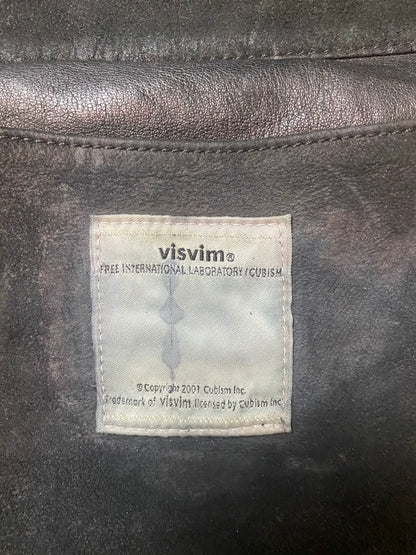 visvim®
FREE INTERNATIONAL LABORATORY / CUBISM
© Copyright 2001 Cubism Inc.
Trademark of visvim licensed by Cubism Inc.